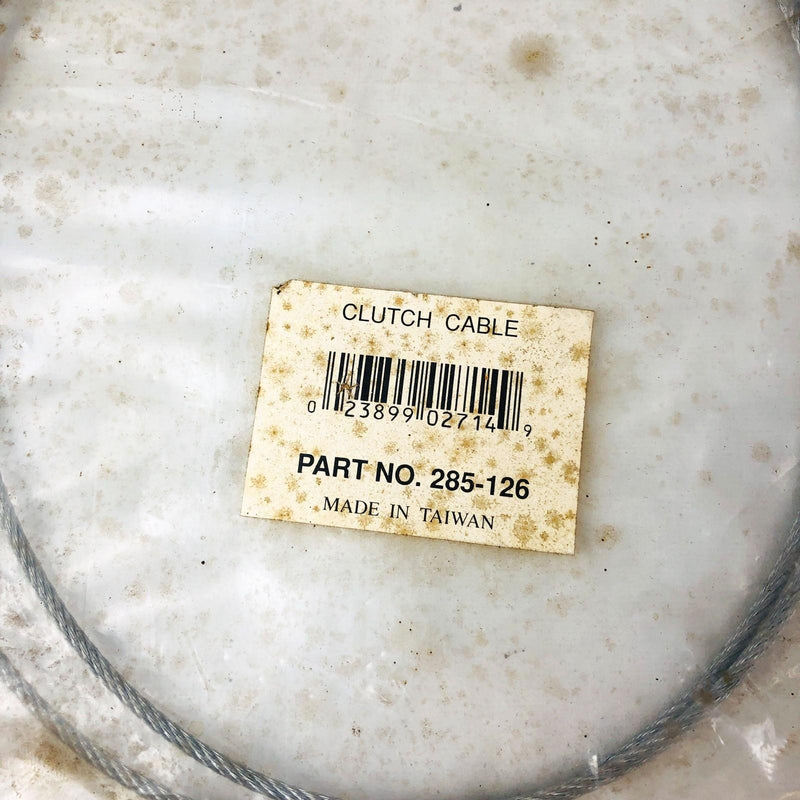 CLUTCH CABLE
0 23899 02714 9
PART NO. 285-126
MADE IN TAIWAN